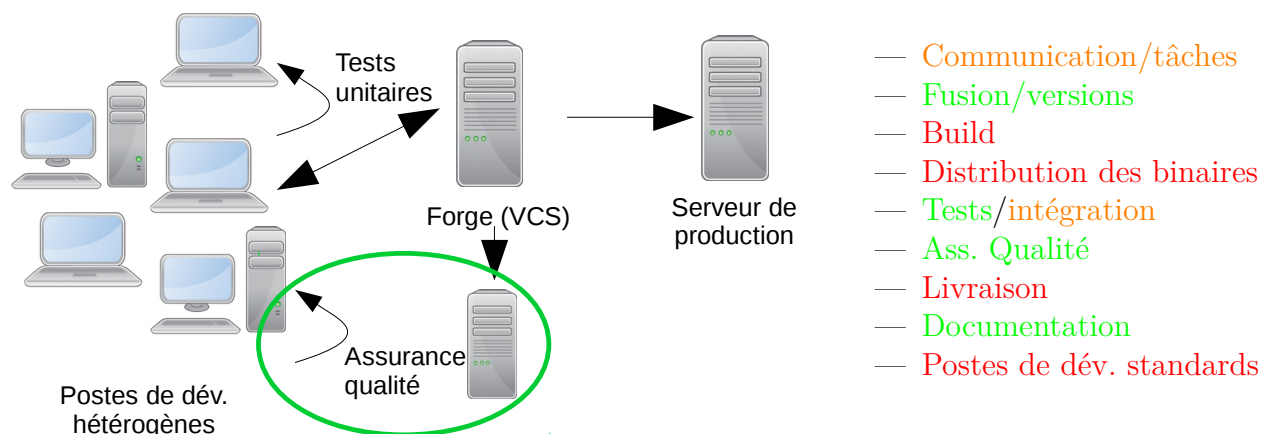 Tests
unitaires
Forge (VCS)
Serveur de
production
Assurance
qualité
Postes de dév.
hétérogènes
— Communication/tâches
— Fusion/versions
— Build
— Distribution des binaires
— Tests/intégration
— Ass. Qualité
— Livraison
— Documentation
— Postes de dév. standards